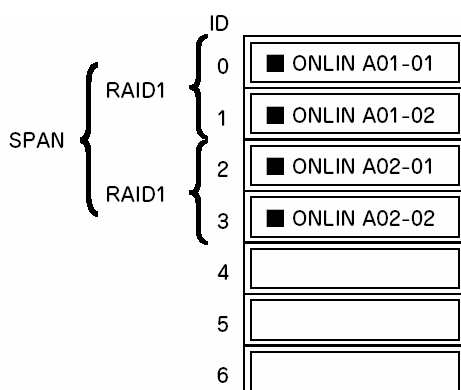 ID
0 ■ ONLIN A01-01
RAID1
1 ■ ONLIN A01-02
SPAN
2 ■ ONLIN A02-01
RAID1
3 ■ ONLIN A02-02
4
5
6